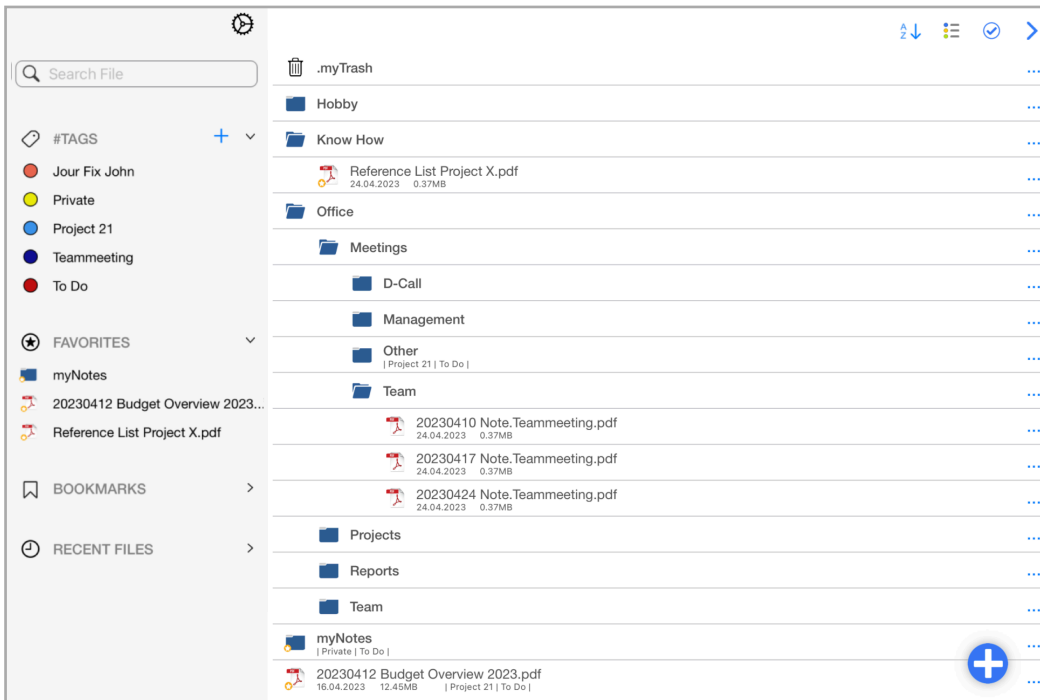 Search File
#TAGS
Jour Fix John
Private
Project 21
Teammeeting
To Do
FAVORITES
myNotes
20230412 Budget Overview 2023...
Reference List Project X.pdf
BOOKMARKS
RECENT FILES
A
Z
.myTrash
...
Hobby
...
Know How
...
Reference List Project X.pdf
24.04.2023 0.37MB
...
Office
...
Meetings
...
D-Call
...
Management
...
Other
| Project 21 | To Do |
...
Team
...
20230410 Note.Teammeeting.pdf
24.04.2023 0.37MB
...
20230417 Note.Teammeeting.pdf
24.04.2023 0.37MB
...
20230424 Note.Teammeeting.pdf
24.04.2023 0.37MB
...
Projects
...
Reports
...
Team
...
myNotes
| Private | To Do |
...
20230412 Budget Overview 2023.pdf
16.04.2023 12.45MB | Project 21 | To Do |
...